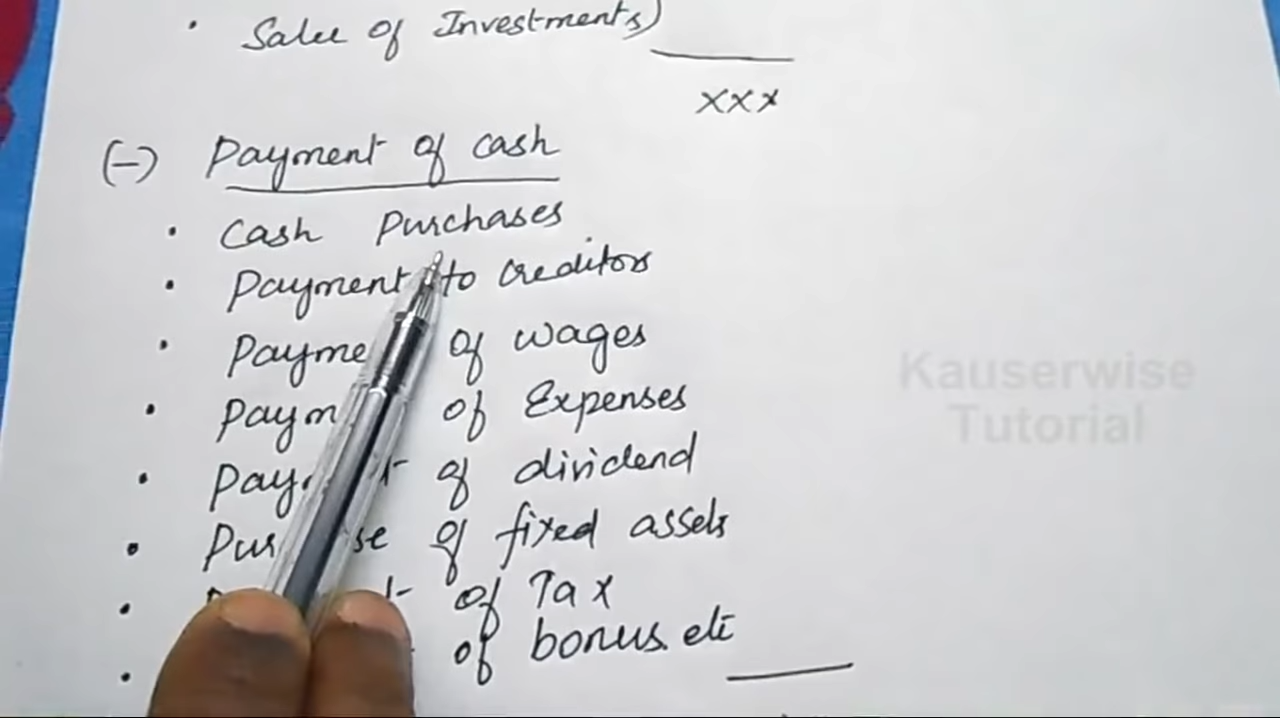 • Sale of Investments)
xxx
(-) Payment of cash
• Cash Purchases
• Payment to Creditors
• of wages
• of Expenses
• of dividend
• of fixed assets
• of Tax
• of bonus. etc
Kauserwise
Tutorial